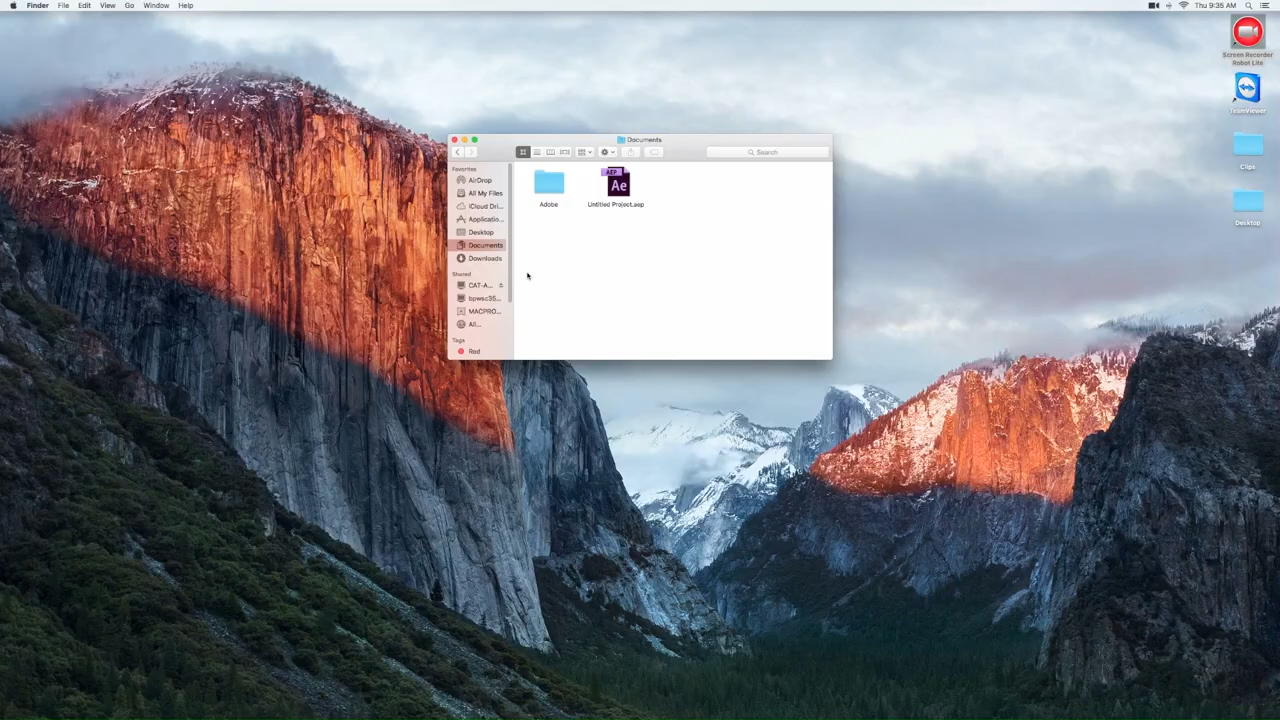 Finder File Edit View Go Window Help
Thu 9:35 AM
Screen Recorder
Robot Lite
TeamViewer
Clips
Desktop
Documents
Search
Favorites
AirDrop
All My Files
iCloud Dri...
Applicatio...
Desktop
Documents
Downloads
Shared
CAT-A...
bpwsc35...
MACPRO...
All...
Tags
Red
AEP
Ae
Adobe
Untitled Project.aep